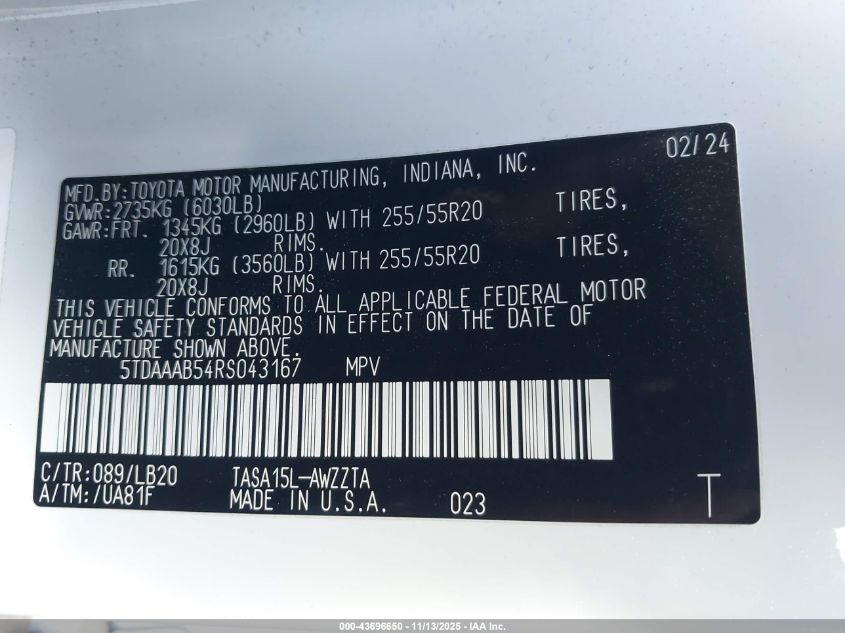 02/24
MFD.BY:TOYOTA MOTOR MANUFACTURING, INDIANA, INC.
GVWR:2735KG (6030LB)
GAWR:FRT. 1345KG (2960LB) WITH 255/55R20 TIRES,
20X8J RIMS.
RR. 1615KG (3560LB) WITH 255/55R20 TIRES,
20X8J RIMS.
THIS VEHICLE CONFORMS TO ALL APPLICABLE FEDERAL MOTOR
VEHICLE SAFETY STANDARDS IN EFFECT ON THE DATE OF
MANUFACTURE SHOWN ABOVE.
5TDAAAB54RS043167 MPV
C/TR:089/LB20 TASA15L-AWZZTA
A/TM:/UA81F MADE IN U.S.A. 023 T
000-43696650 - 11/13/2025 - IAA Inc.